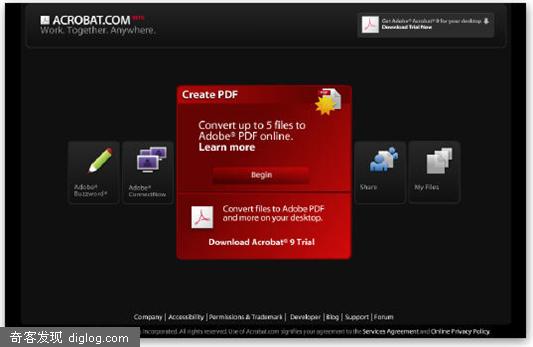 ACROBAT.COM BETA
Work. Together. Anywhere.
Get Adobe® Acrobat® 9 for your desktop
Download Trial Now
Create PDF
Convert up to 5 files to
Adobe® PDF online.
Learn more
Begin
Convert files to Adobe PDF
and more on your desktop.
Download Acrobat® 9 Trial
Adobe®
Buzzword®
Adobe®
ConnectNow
Share
My Files
Company | Accessibility | Permissions & Trademark | Developer | Blog | Support | Forum
Incorporated. All rights reserved. Use of Acrobat.com signifies your agreement to the Services Agreement and Online Privacy Policy.
奇客发现 diglog.com